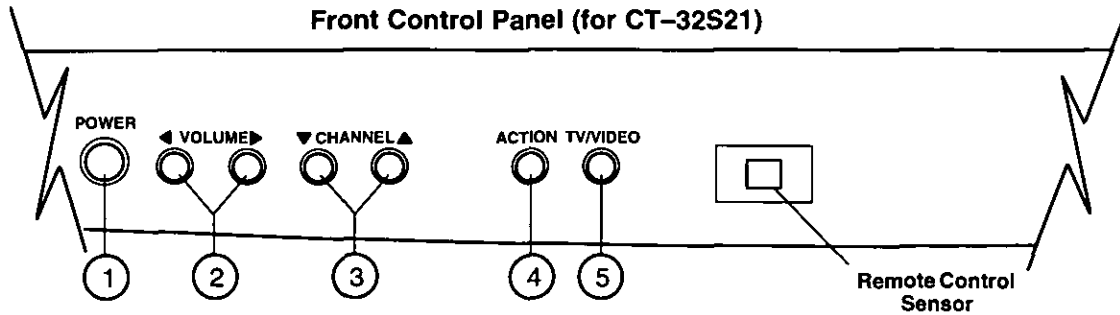 Front Control Panel (for CT–32S21)
POWER
◀ VOLUME ▶
▼ CHANNEL ▲
ACTION TV/VIDEO
1 2 3 4 5
Remote Control
Sensor